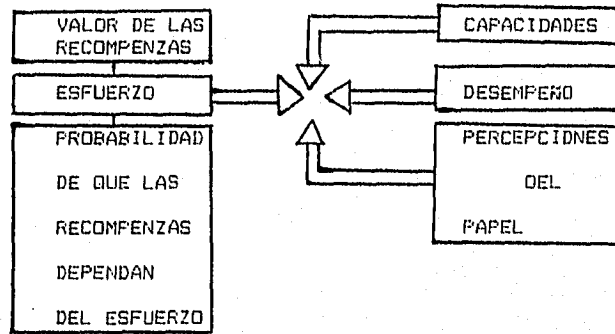 VALOR DE LAS
RECOMPENZAS
ESFUERZO
PROBABILIDAD
DE QUE LAS
RECOMPENZAS
DEPENDAN
DEL ESFUERZO
CAPACIDADES
DESEMPEÑO
PERCEPCIONES
DEL
PAPEL